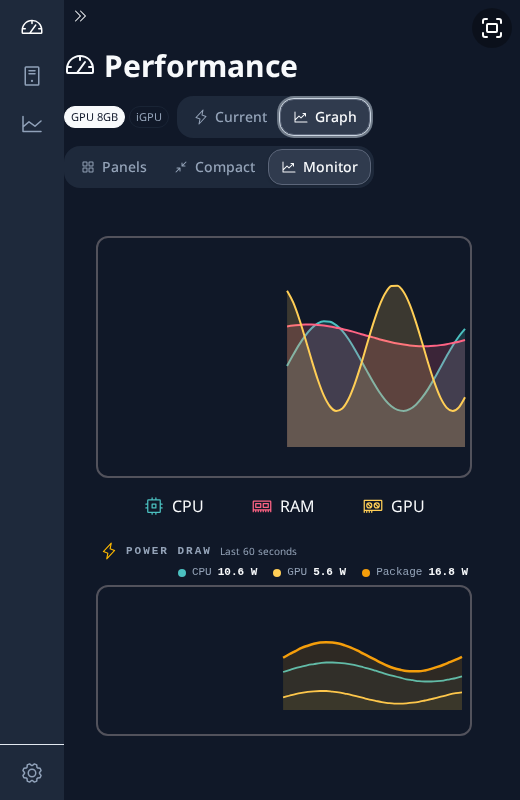 Performance
GPU 8GB iGPU Current Graph
Panels Compact Monitor
CPU RAM GPU
POWER DRAW Last 60 seconds
CPU 10.6 W GPU 5.6 W Package 16.8 W